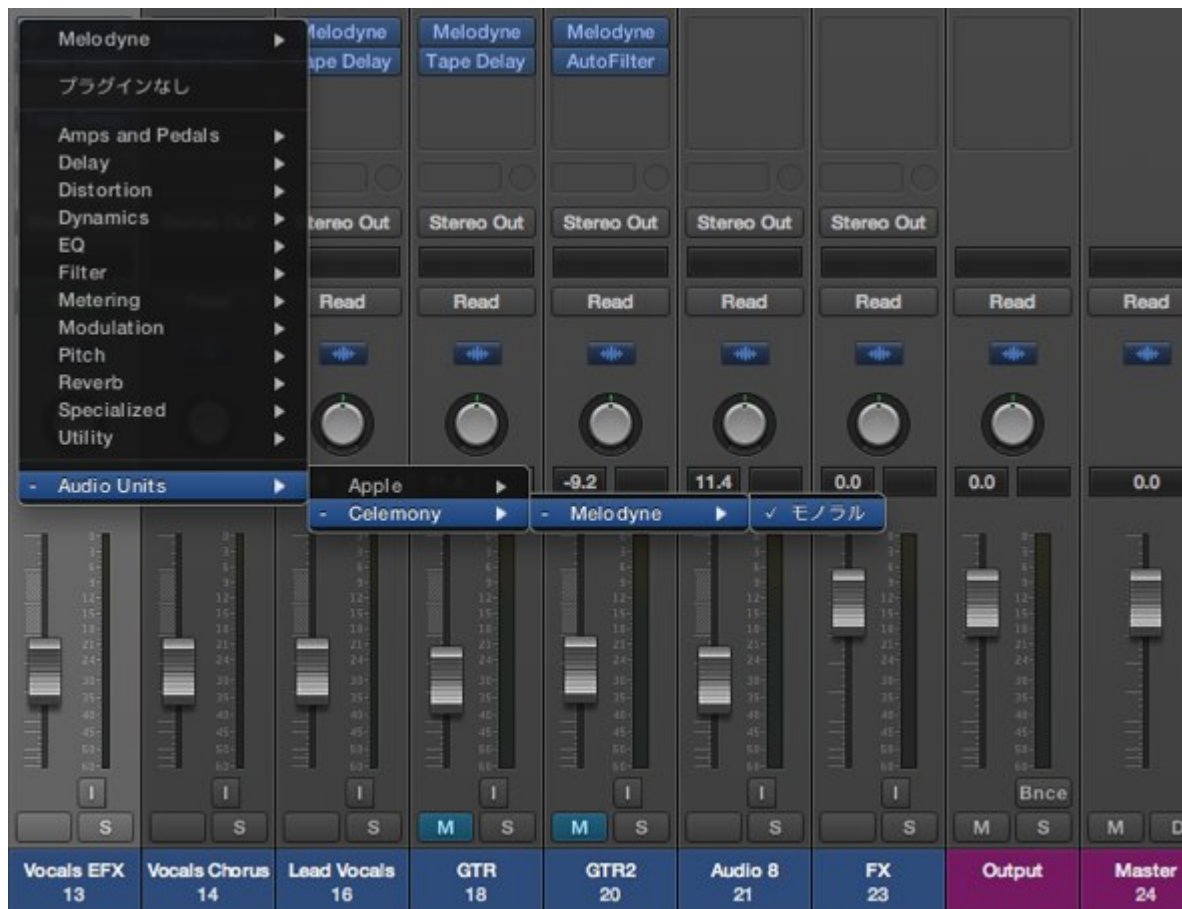 Melodyne
プラグインなし
Amps and Pedals
Delay
Distortion
Dynamics
EQ
Filter
Metering
Modulation
Pitch
Reverb
Specialized
Utility
- Audio Units
Apple
- Celemony
- Melodyne
✓ モノラル
Melodyne Melodyne Melodyne
Tape Delay Tape Delay AutoFilter
Stereo Out Stereo Out Stereo Out Stereo Out Stereo Out
Read Read Read Read Read Read Read
-9.2 11.4 0.0 0.0 0.0
I I I I I I I Bnce
S S S M S M S S S M S M D
Vocals EFX Vocals Chorus Lead Vocals GTR GTR2 Audio 8 FX Output Master
13 14 16 18 20 21 23 24